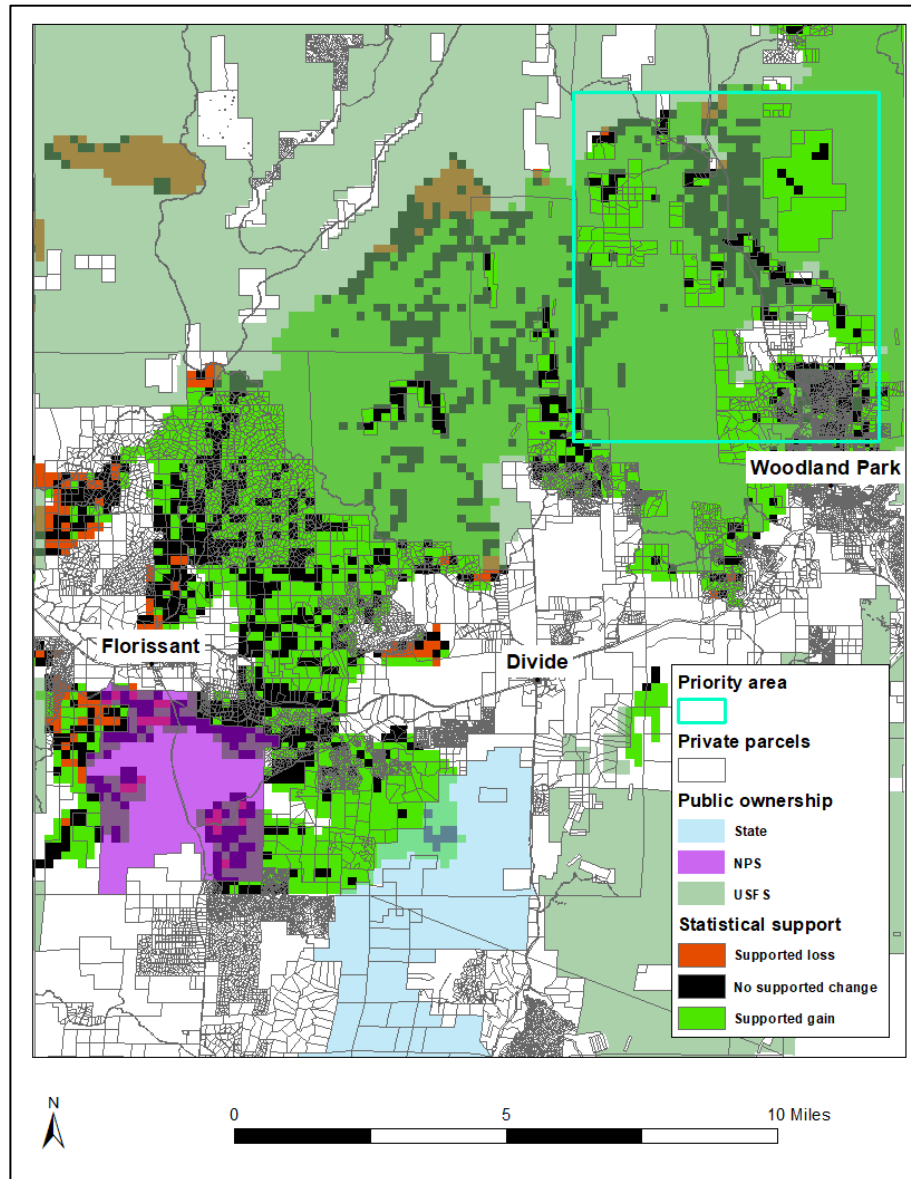 Woodland Park
Florissant
Divide
Priority area
Private parcels
Public ownership
State
NPS
USFS
Statistical support
Supported loss
No supported change
Supported gain
N
0
5
10 Miles